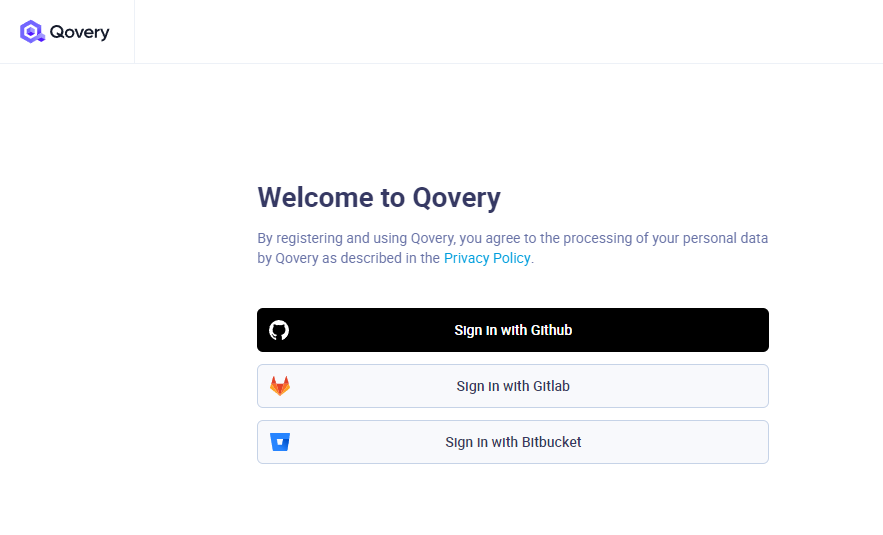 Qovery
Welcome to Qovery
By registering and using Qovery, you agree to the processing of your personal data
by Qovery as described in the Privacy Policy.
Sign in with Github
Sign in with Gitlab
Sign in with Bitbucket